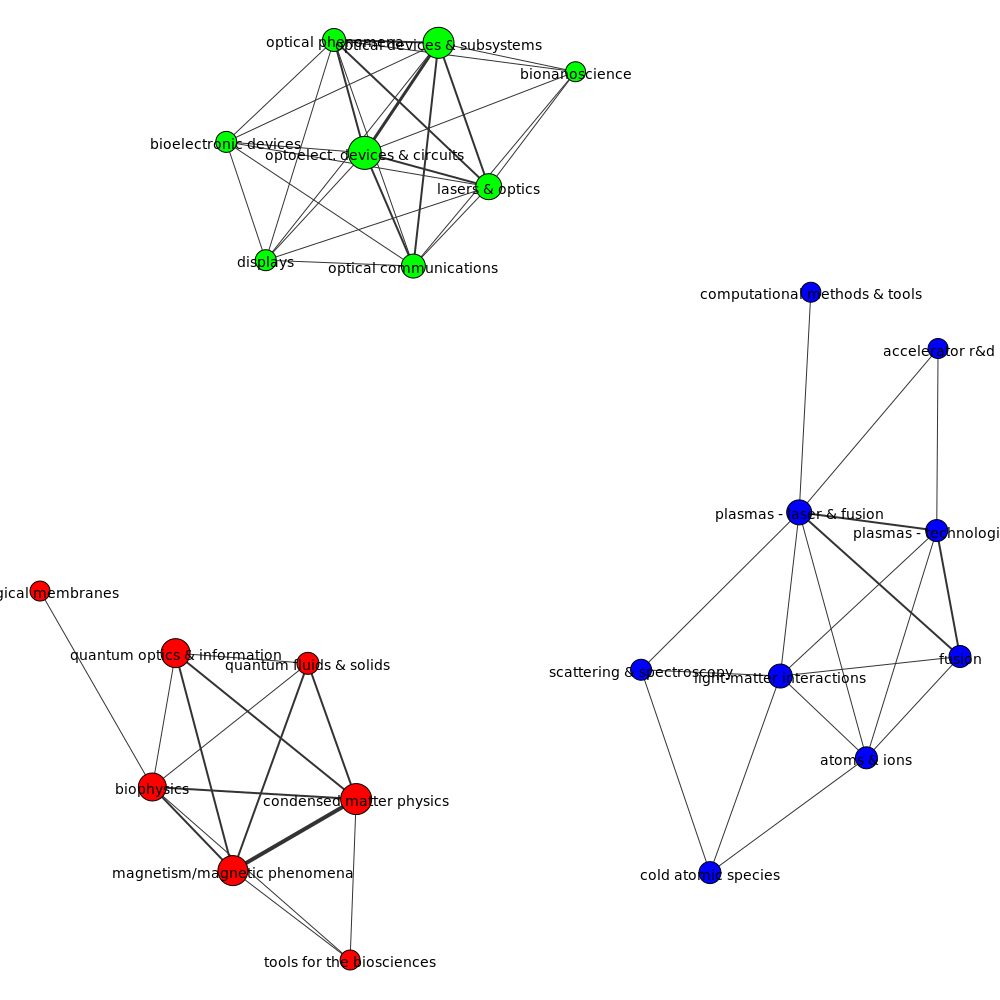 optical phenomena
optical devices & subsystems
bionanoscience
bioelectronic devices
optoelect. devices & circuits
lasers & optics
displays
optical communications
computational methods & tools
accelerator r&d
plasmas - laser & fusion
plasmas - technologi
gical membranes
quantum optics & information
quantum fluids & solids
scattering & spectroscopy
light-matter interactions
fusion
atoms & ions
biophysics
condensed matter physics
magnetism/magnetic phenomena
cold atomic species
tools for the biosciences